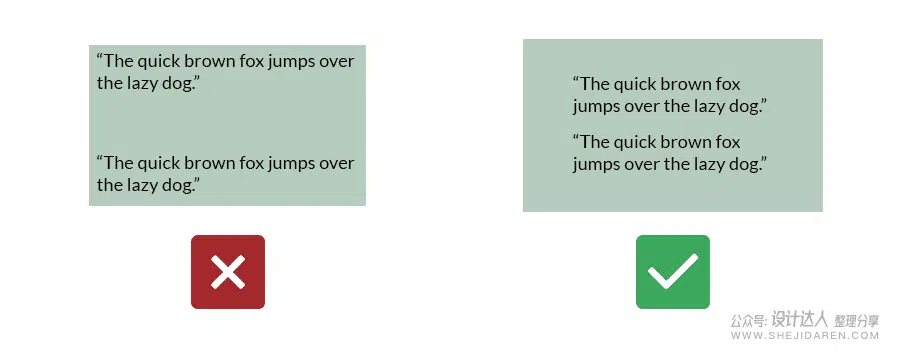 “The quick brown fox jumps over
the lazy dog.”
“The quick brown fox jumps over
the lazy dog.”
“The quick brown fox
jumps over the lazy dog.”
“The quick brown fox
jumps over the lazy dog.”
公众号: 设计达人 整理分享
WWW.SHEJIDAREN.COM